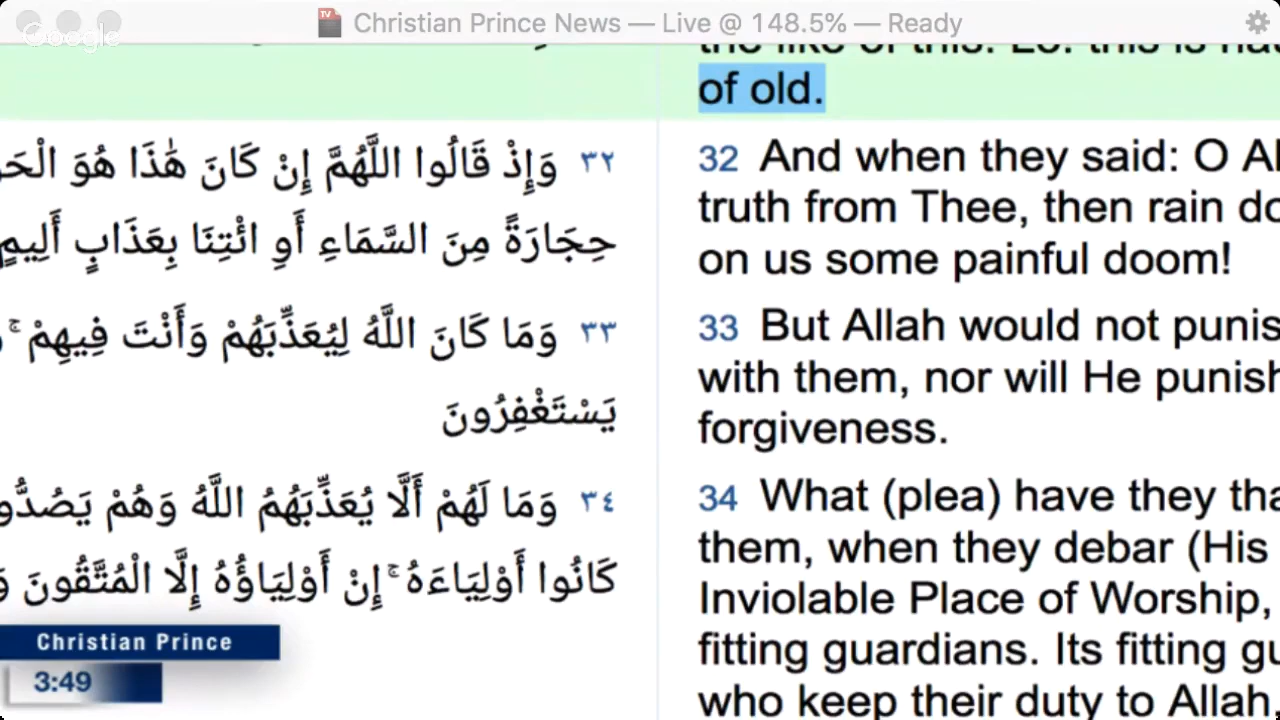 Google
Christian Prince News — Live @ 148.5% — Ready
of old.
٣٢ وَإِذْ قَالُوا اللَّهُمَّ إِنْ كَانَ هَٰذَا هُوَ
حِجَارَةً مِنَ السَّمَاءِ أَوِ ائْتِنَا بِعَذَابٍ أَلِيمٍ
٣٣ وَمَا كَانَ اللَّهُ لِيُعَذِّبَهُمْ وَأَنْتَ فِيهِمْ ۚ
يَسْتَغْفِرُونَ
٣٤ وَمَا لَهُمْ أَلَّا يُعَذِّبَهُمُ اللَّهُ وَهُمْ
كَانُوا أَوْلِيَاءَهُ ۚ إِنْ أَوْلِيَاؤُهُ إِلَّا الْمُتَّقُونَ
32 And when they said: O
truth from Thee, then rain
on us some painful doom!
33 But Allah would not
with them, nor will He punish
forgiveness.
34 What (plea) have they
them, when they debar (His
Inviolable Place of Worship,
fitting guardians. Its fitting
who keep their duty to Allah,
Christian Prince
3:49